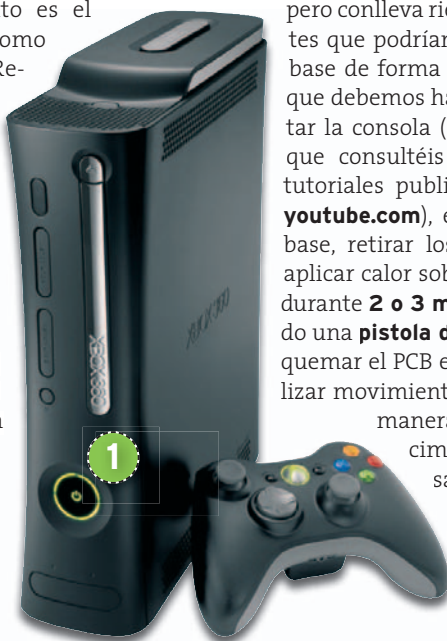 to es el
omo
Re-
pero conlleva rie
tes que podrían
base de forma
que debemos ha
tar la consola (
que consultéis
tutoriales publi
youtube.com), e
base, retirar los
aplicar calor sob
durante 2 o 3 m
do una pistola d
quemar el PCB e
lizar movimient
manera
cim
sa
XBOX 360
XBOX360
1